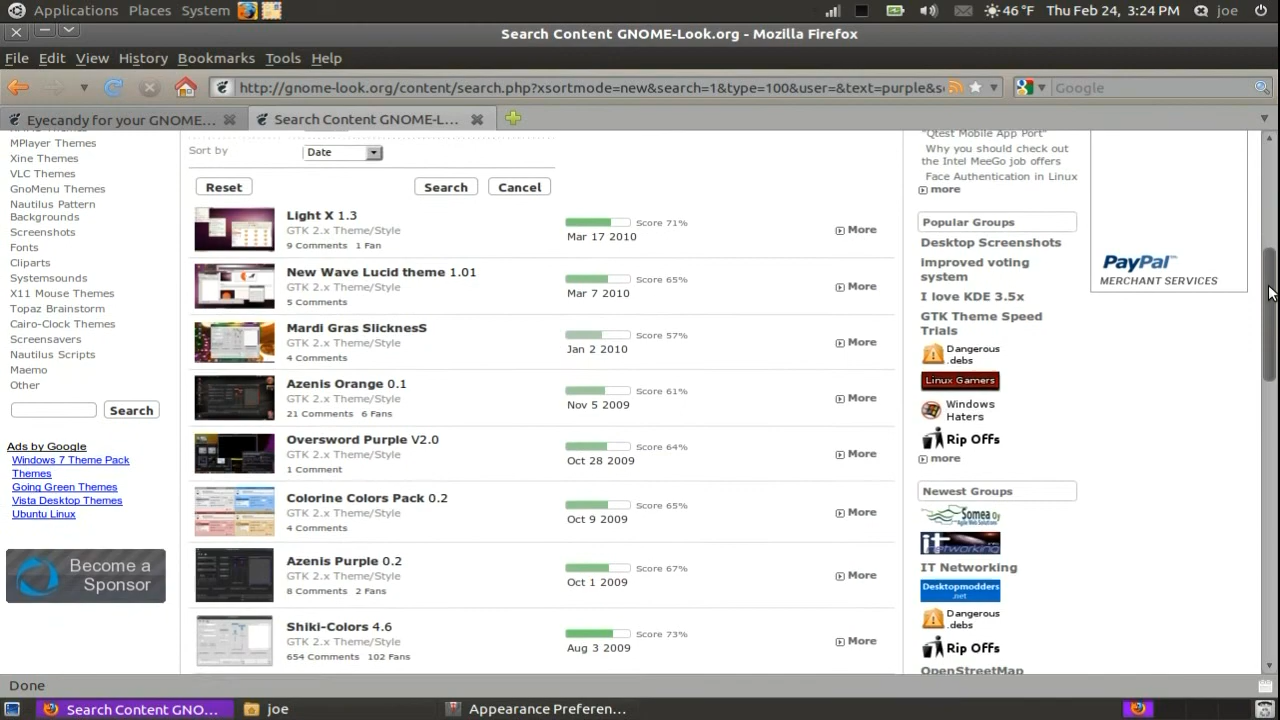 Applications Places System
46 °F Thu Feb 24, 3:24 PM joe
Search Content GNOME-Look.org - Mozilla Firefox
File Edit View History Bookmarks Tools Help
http://gnome-look.org/content/search.php?xsortmode=new&search=1&type=100&user=&text=purple&s
Google
Eyecandy for your GNOME...
Search Content GNOME-L...
MPlayer Themes
Xine Themes
VLC Themes
GnoMenu Themes
Nautilus Pattern
Backgrounds
Screenshots
Fonts
Cliparts
Systemsounds
X11 Mouse Themes
Topaz Brainstorm
Cairo-Clock Themes
Screensavers
Nautilus Scripts
Maemo
Other
Search
Ads by Google
Windows 7 Theme Pack
Themes
Going Green Themes
Vista Desktop Themes
Ubuntu Linux
Become a
Sponsor
Sort by Date
Reset Search Cancel
Light X 1.3
GTK 2.x Theme/Style
9 Comments 1 Fan
Score 71%
Mar 17 2010
More
New Wave Lucid theme 1.01
GTK 2.x Theme/Style
5 Comments
Score 65%
Mar 7 2010
More
Mardi Gras SlicknesS
GTK 2.x Theme/Style
4 Comments
Score 57%
Jan 2 2010
More
Azenis Orange 0.1
GTK 2.x Theme/Style
21 Comments 6 Fans
Score 61%
Nov 5 2009
More
Oversword Purple V2.0
GTK 2.x Theme/Style
1 Comment
Score 64%
Oct 28 2009
More
Colorine Colors Pack 0.2
GTK 2.x Theme/Style
4 Comments
Score 65%
Oct 9 2009
More
Azenis Purple 0.2
GTK 2.x Theme/Style
8 Comments 2 Fans
Score 67%
Oct 1 2009
More
Shiki-Colors 4.6
GTK 2.x Theme/Style
654 Comments 102 Fans
Score 73%
Aug 3 2009
More
"Qtest Mobile App Port"
Why you should check out
the Intel MeeGo job offers
Face Authentication in Linux
more
Popular Groups
Desktop Screenshots
improved voting
system
I love KDE 3.5x
GTK Theme Speed
Trials
Dangerous
.debs
Linux Gamers
Windows
Haters
Rip Offs
more
Newest Groups
Somea Oy
it networking
IT Networking
Desktopmodders
.net
Dangerous
.debs
Rip Offs
OpenStreetMap
PayPal
MERCHANT SERVICES
Done
Search Content GNO...
joe
Appearance Preferen...